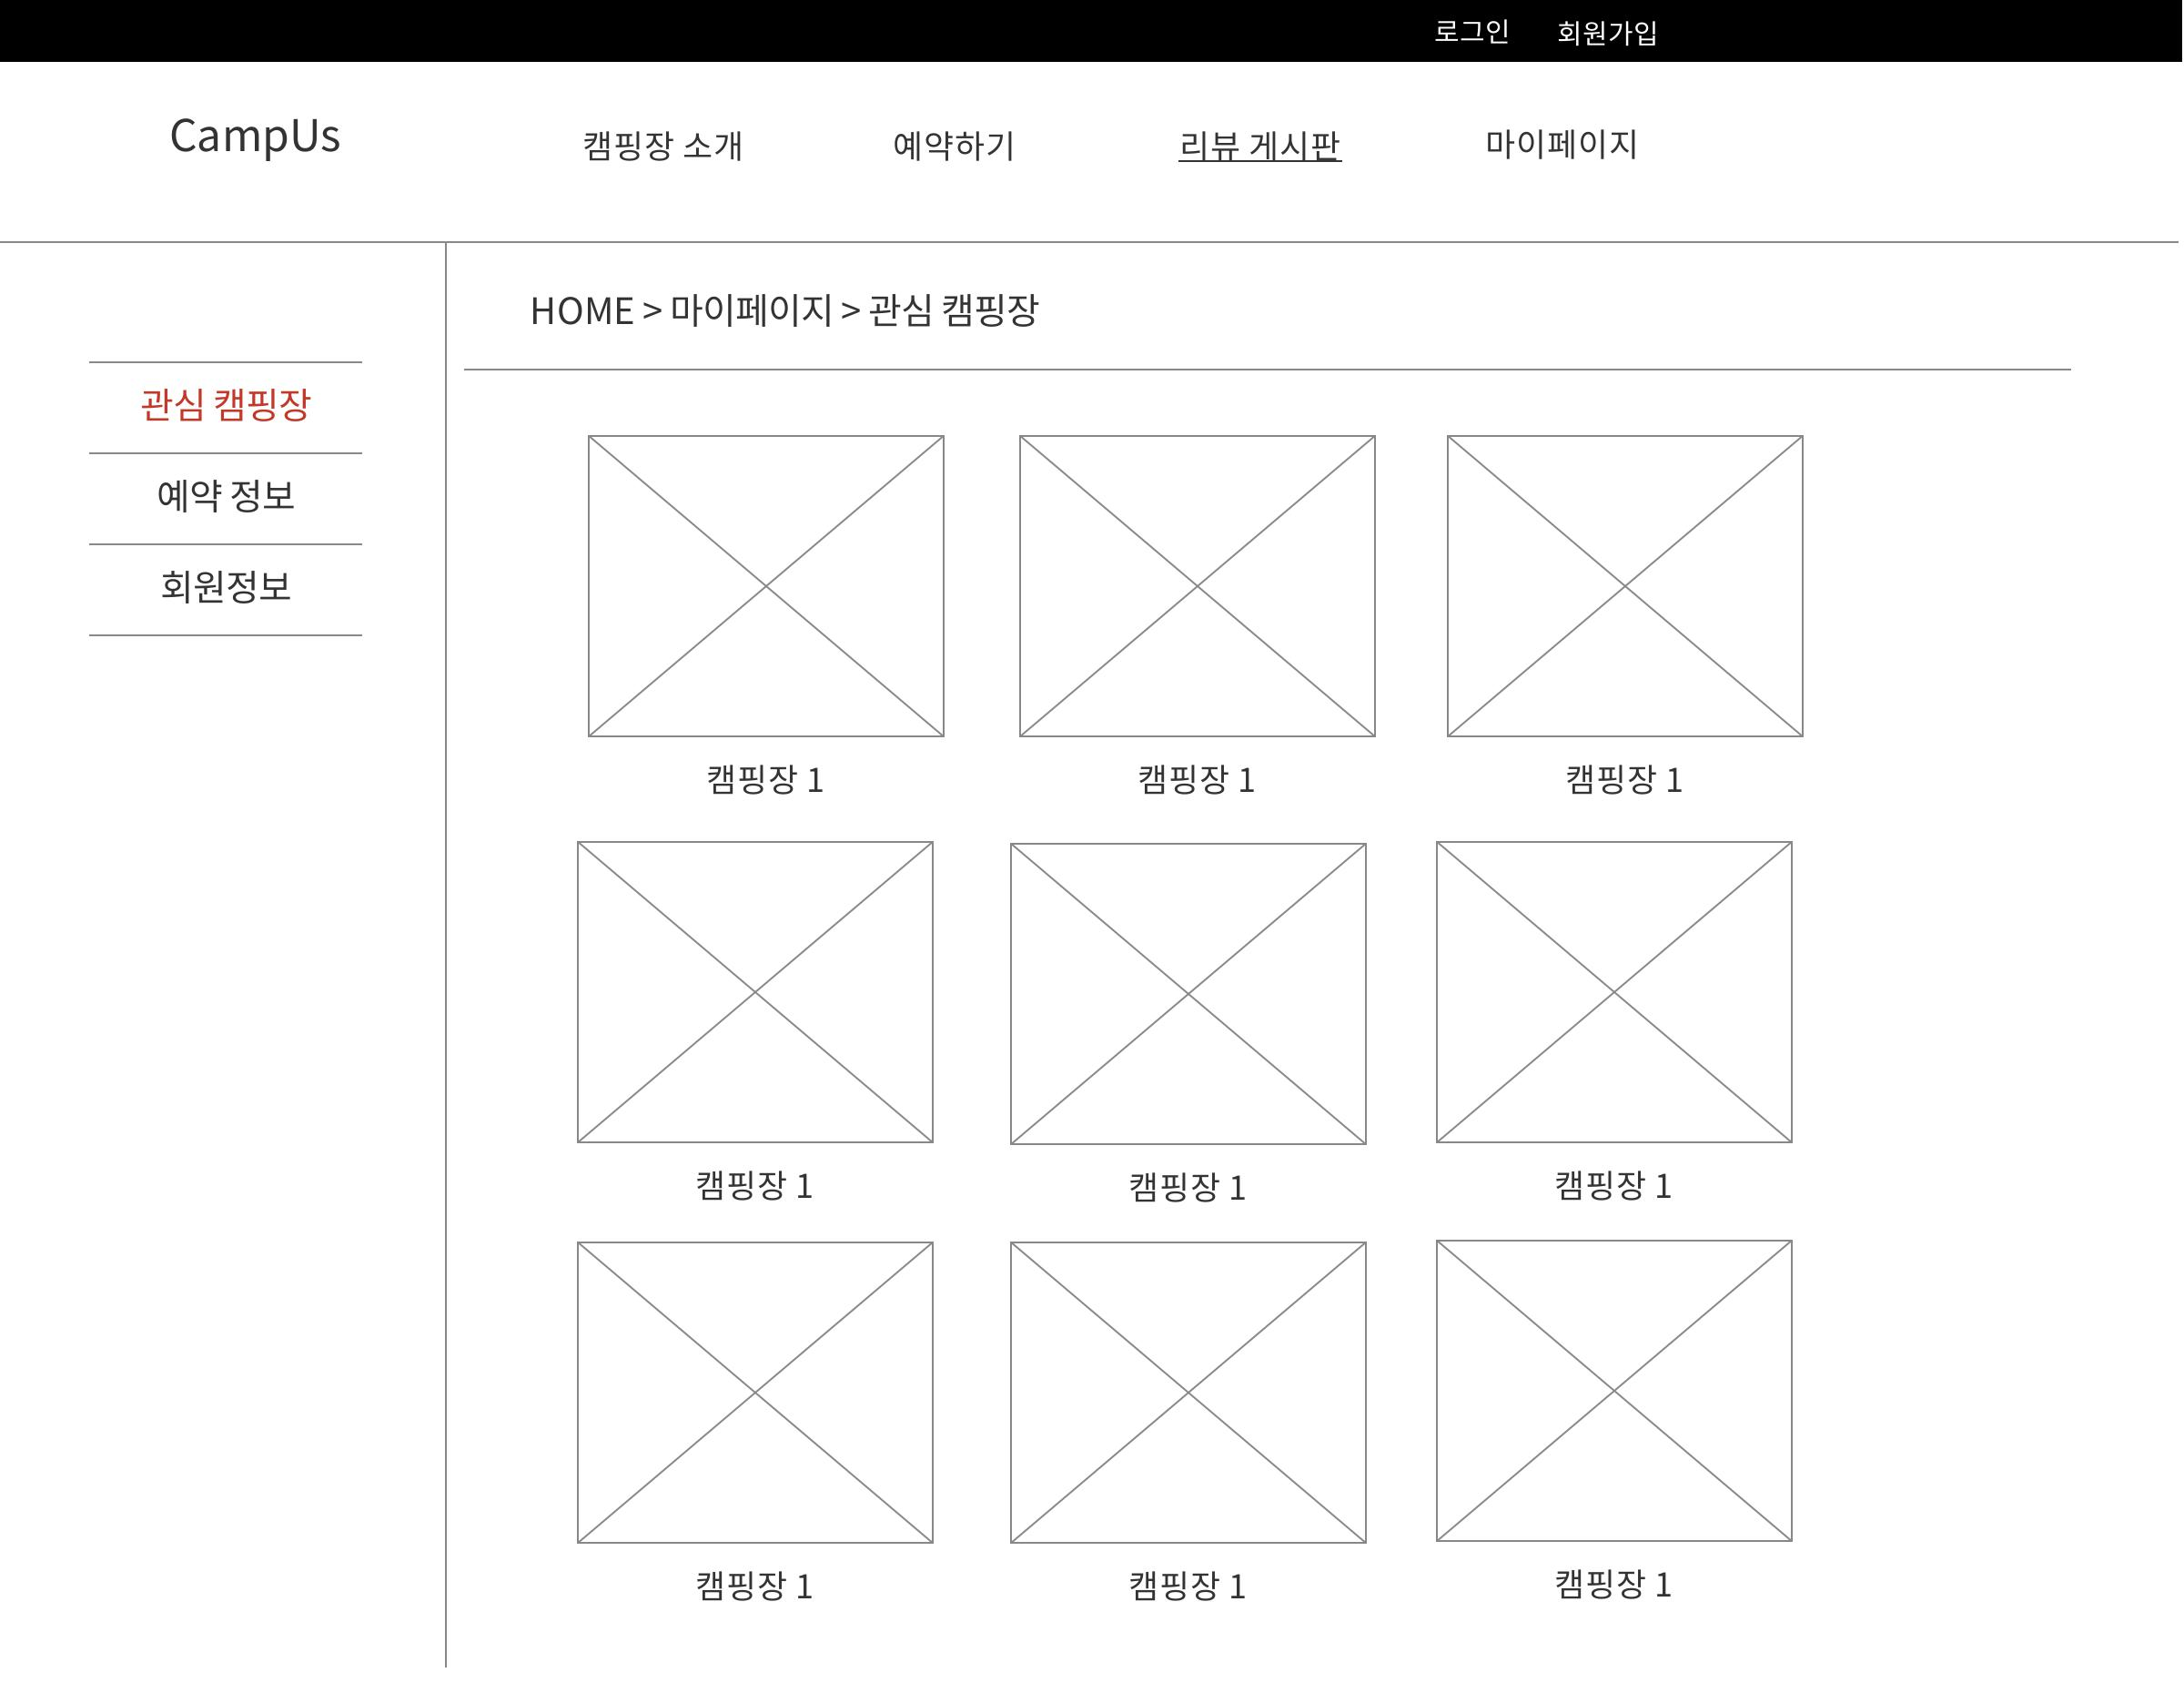 로그인 회원가입
CampUs 캠핑장 소개 예약하기 리뷰 게시판 마이페이지
HOME > 마이페이지 > 관심 캠핑장
관심 캠핑장
예약 정보
회원정보
캠핑장 1 캠핑장 1 캠핑장 1
캠핑장 1 캠핑장 1 캠핑장 1
캠핑장 1 캠핑장 1 캠핑장 1